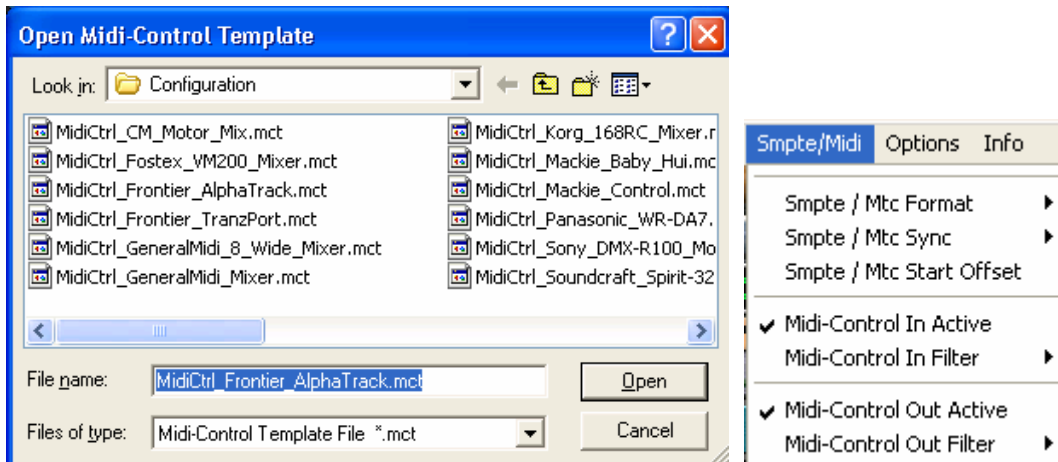 Open Midi-Control Template
Look in: Configuration
MidiCtrl_CM_Motor_Mix.mct
MidiCtrl_Fostex_VM200_Mixer.mct
MidiCtrl_Frontier_AlphaTrack.mct
MidiCtrl_Frontier_TranzPort.mct
MidiCtrl_GeneralMidi_8_Wide_Mixer.mct
MidiCtrl_GeneralMidi_Mixer.mct
MidiCtrl_Korg_168RC_Mixer.r
MidiCtrl_Mackie_Baby_Hui.mc
MidiCtrl_Mackie_Control.mct
MidiCtrl_Panasonic_WR-DA7.
MidiCtrl_Sony_DMX-R100_Mo
MidiCtrl_Soundcraft_Spirit-32
File name: MidiCtrl_Frontier_AlphaTrack.mct Open
Files of type: Midi-Control Template File *.mct Cancel
Smpte/Midi Options Info
Smpte / Mtc Format
Smpte / Mtc Sync
Smpte / Mtc Start Offset
Midi-Control In Active
Midi-Control In Filter
Midi-Control Out Active
Midi-Control Out Filter